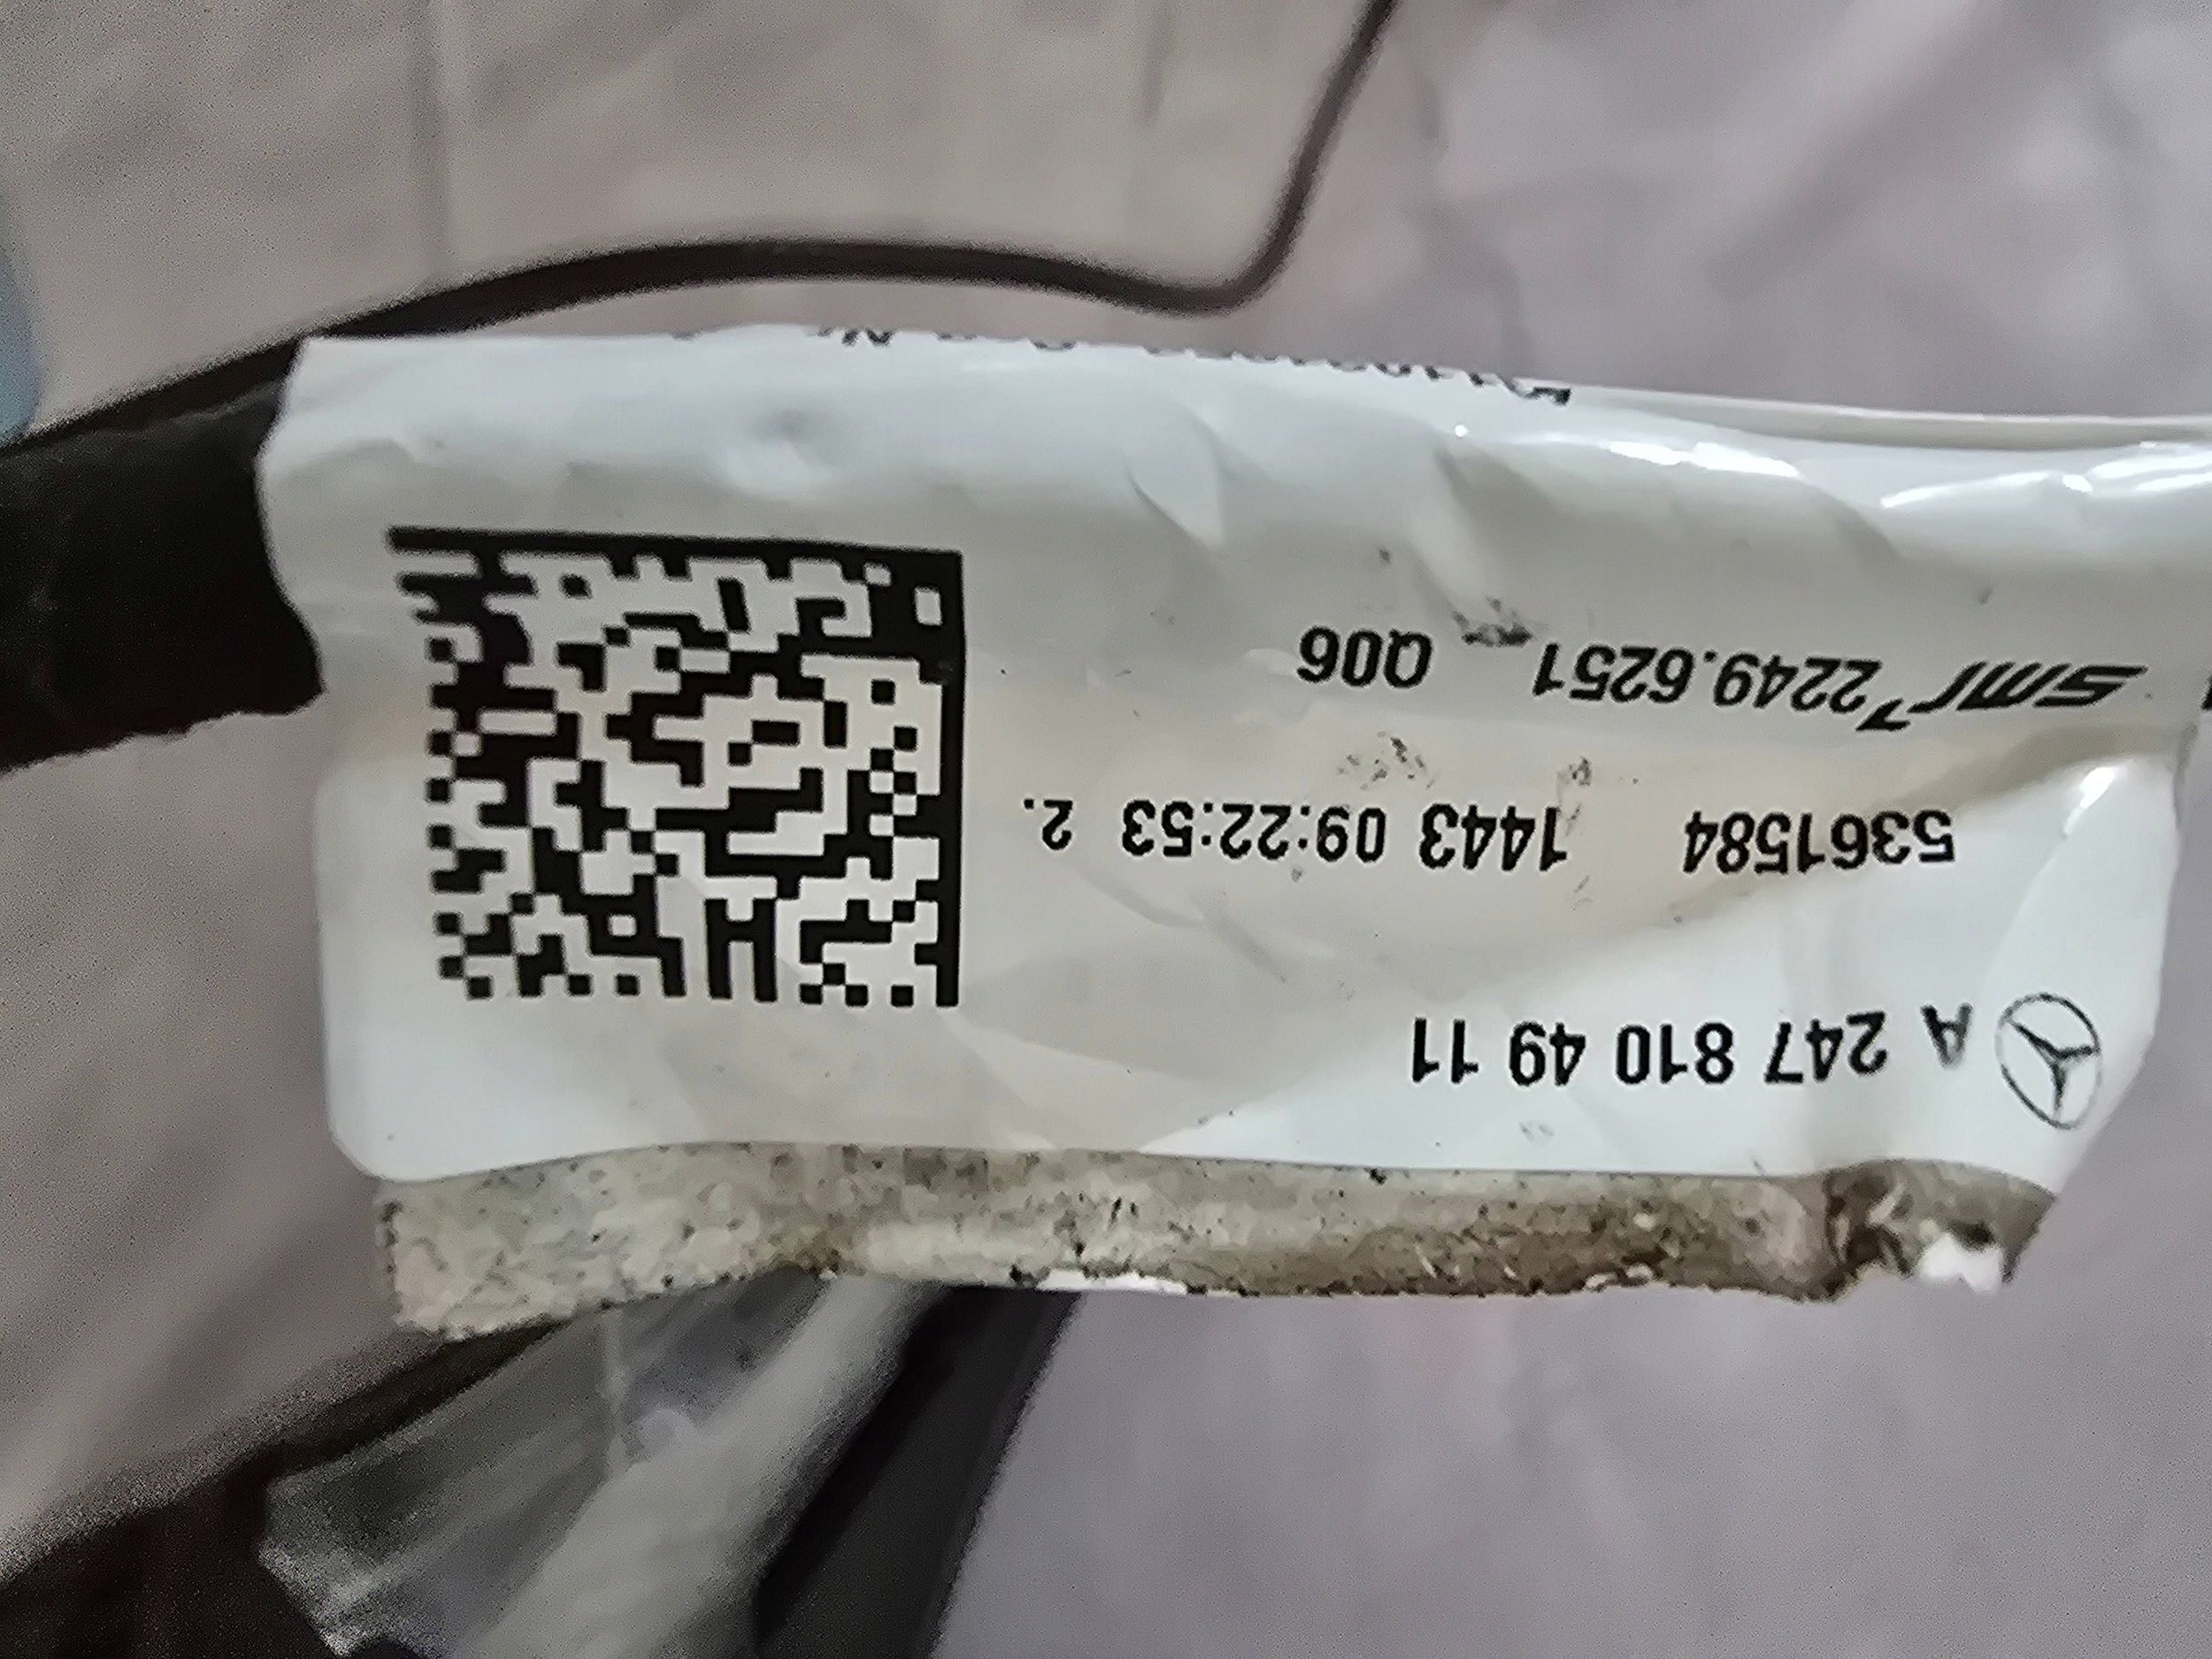 A 247 810 49 11
5361584 1443 09:22:53 2.
smr 2249.6251 Q06